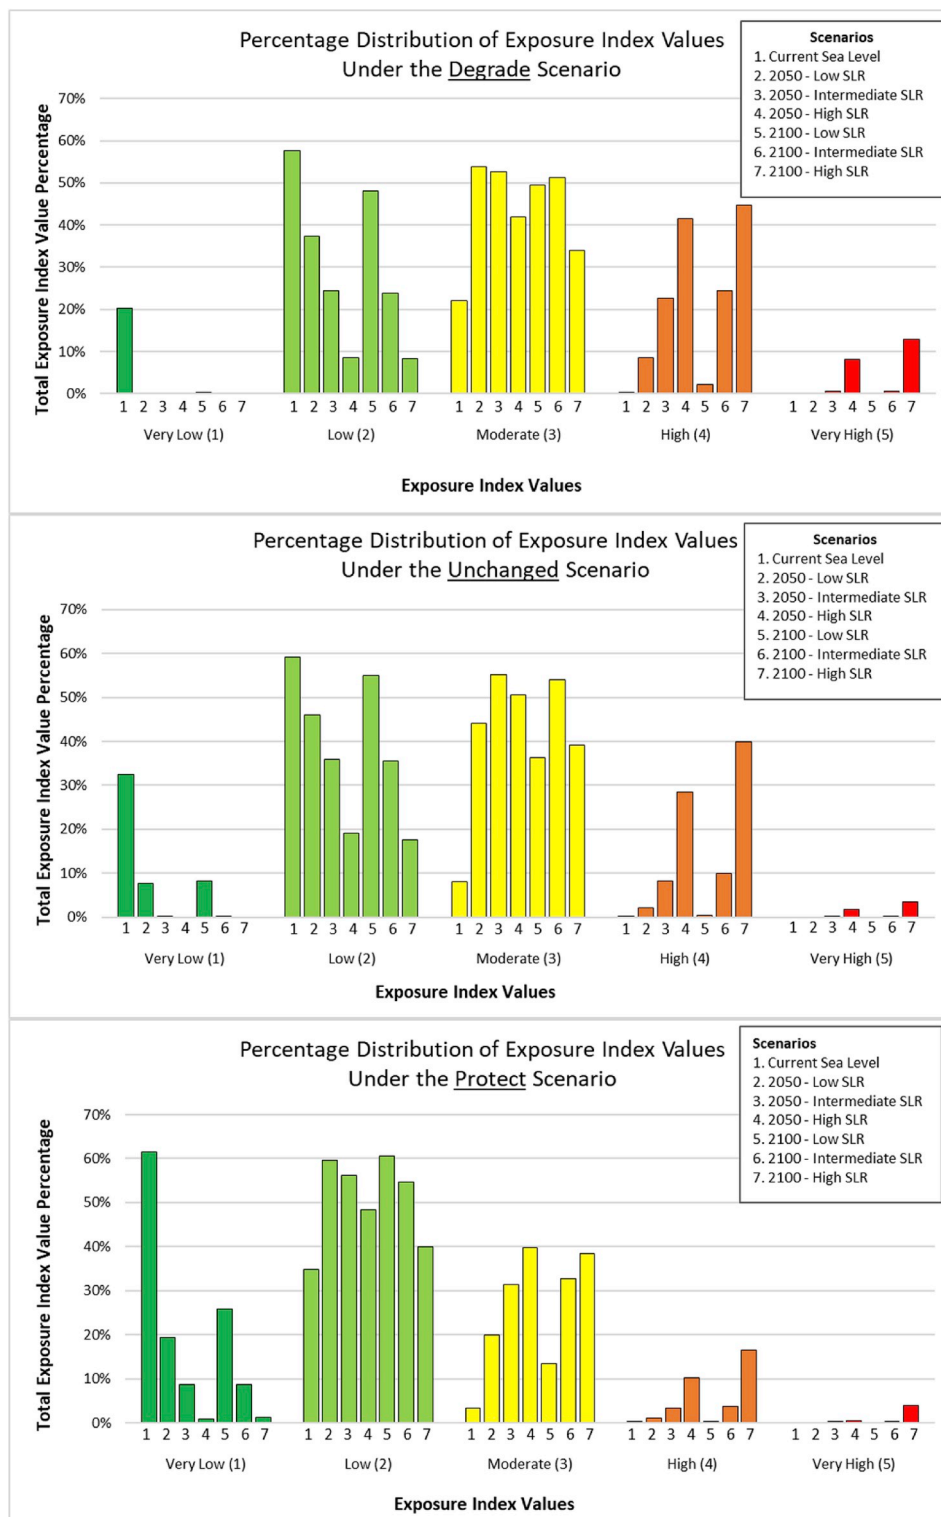 Percentage Distribution of Exposure Index Values
Under the Degrade Scenario
Scenarios
1. Current Sea Level
2. 2050 - Low SLR
3. 2050 - Intermediate SLR
4. 2050 - High SLR
5. 2100 - Low SLR
6. 2100 - Intermediate SLR
7. 2100 - High SLR
Total Exposure Index Value Percentage
70%
60%
50%
40%
30%
20%
10%
0%
1 2 3 4 5 6 7 1 2 3 4 5 6 7 1 2 3 4 5 6 7 1 2 3 4 5 6 7 1 2 3 4 5 6 7
Very Low (1) Low (2) Moderate (3) High (4) Very High (5)
Exposure Index Values
Percentage Distribution of Exposure Index Values
Under the Unchanged Scenario
Scenarios
1. Current Sea Level
2. 2050 - Low SLR
3. 2050 - Intermediate SLR
4. 2050 - High SLR
5. 2100 - Low SLR
6. 2100 - Intermediate SLR
7. 2100 - High SLR
Total Exposure Index Value Percentage
70%
60%
50%
40%
30%
20%
10%
0%
1 2 3 4 5 6 7 1 2 3 4 5 6 7 1 2 3 4 5 6 7 1 2 3 4 5 6 7 1 2 3 4 5 6 7
Very Low (1) Low (2) Moderate (3) High (4) Very High (5)
Exposure Index Values
Percentage Distribution of Exposure Index Values
Under the Protect Scenario
Scenarios
1. Current Sea Level
2. 2050 - Low SLR
3. 2050 - Intermediate SLR
4. 2050 - High SLR
5. 2100 - Low SLR
6. 2100 - Intermediate SLR
7. 2100 - High SLR
Total Exposure Index Value Percentage
70%
60%
50%
40%
30%
20%
10%
0%
1 2 3 4 5 6 7 1 2 3 4 5 6 7 1 2 3 4 5 6 7 1 2 3 4 5 6 7 1 2 3 4 5 6 7
Very Low (1) Low (2) Moderate (3) High (4) Very High (5)
Exposure Index Values